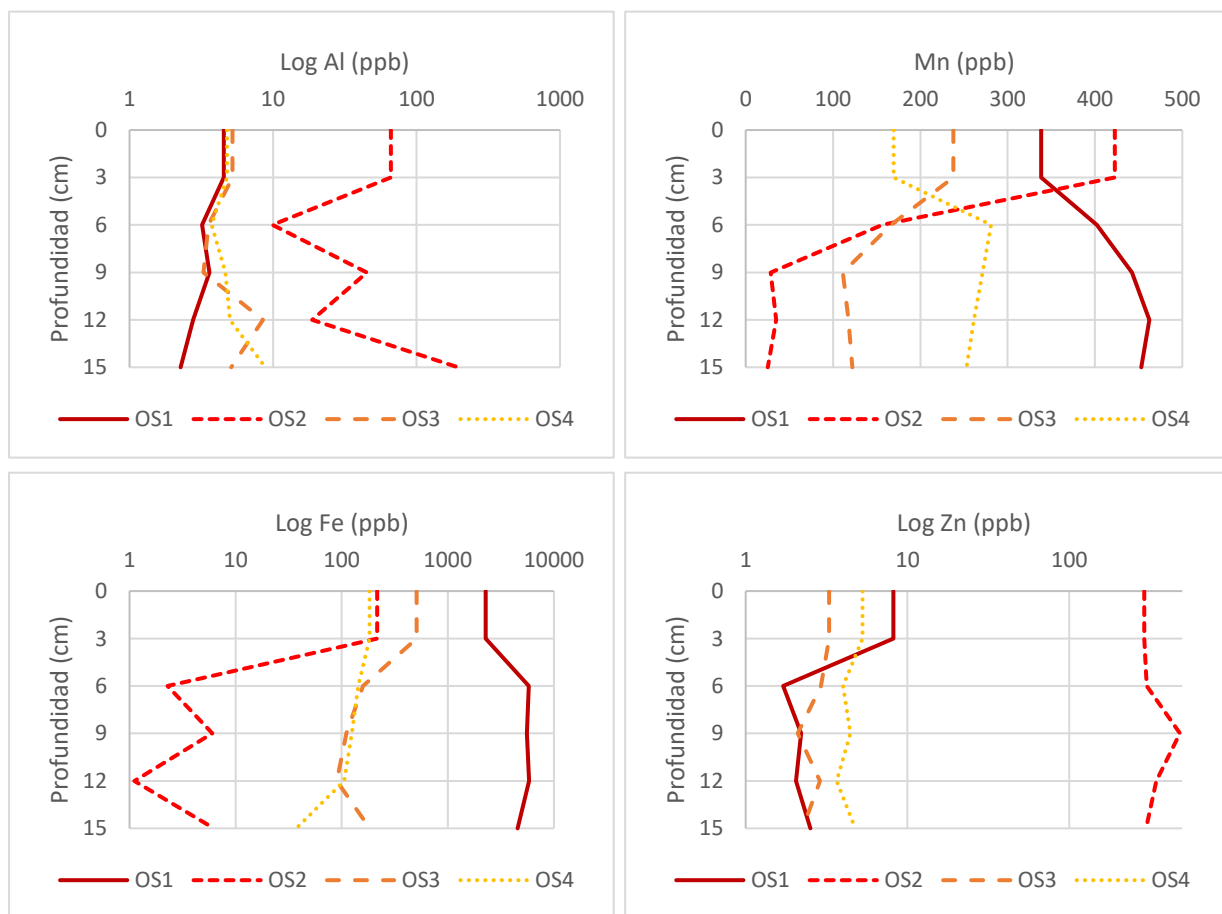 Log Al (ppb)
1 10 100 1000
Profundidad (cm)
0
3
6
9
12
15
OS1 OS2 OS3 OS4
Mn (ppb)
0 100 200 300 400 500
Profundidad (cm)
0
3
6
9
12
15
OS1 OS2 OS3 OS4
Log Fe (ppb)
1 10 100 1000 10000
Profundidad (cm)
0
3
6
9
12
15
OS1 OS2 OS3 OS4
Log Zn (ppb)
1 10 100
Profundidad (cm)
0
3
6
9
12
15
OS1 OS2 OS3 OS4